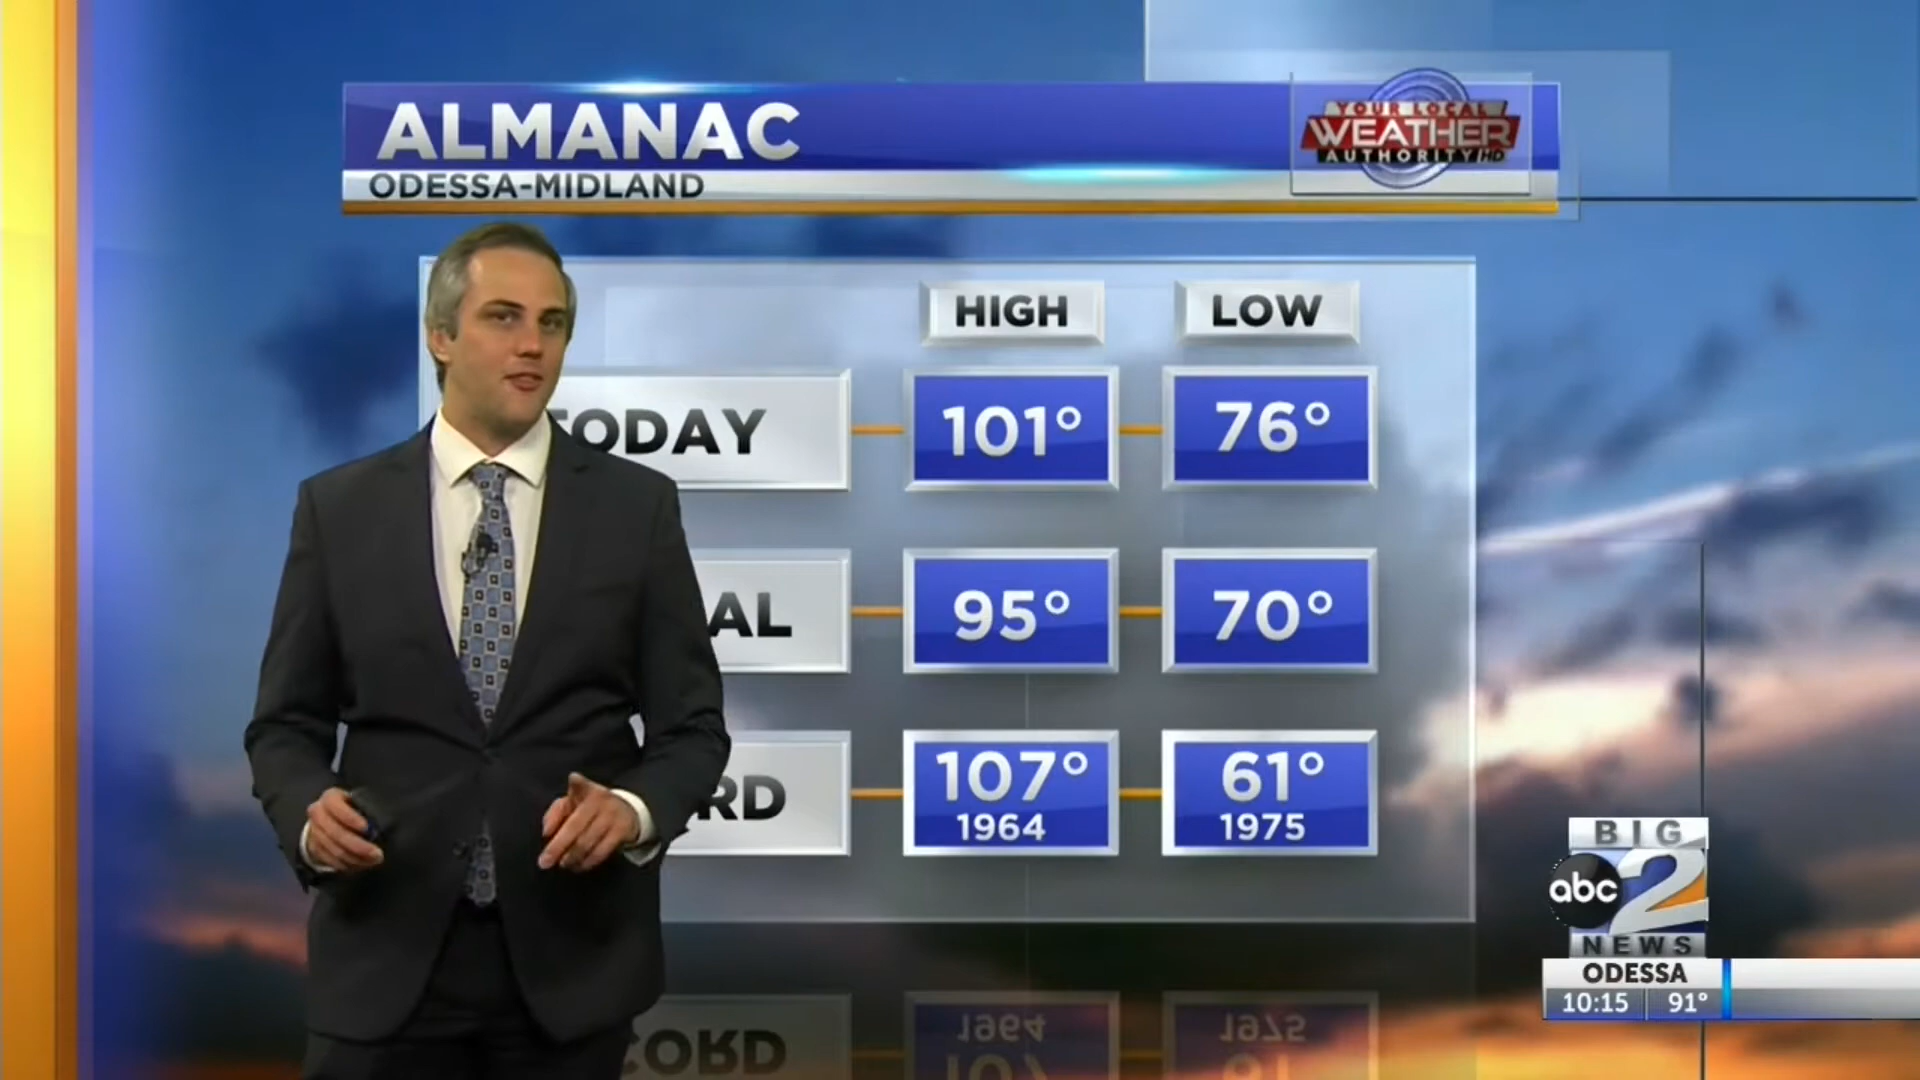 ALMANAC
ODESSA-MIDLAND
YOUR LOCAL
WEATHER
AUTHORITY HD
HIGH LOW
TODAY 101° 76°
AL 95° 70°
RD 107° 61°
1964 1975
BIG
abc 2
NEWS
ODESSA
10:15 91°